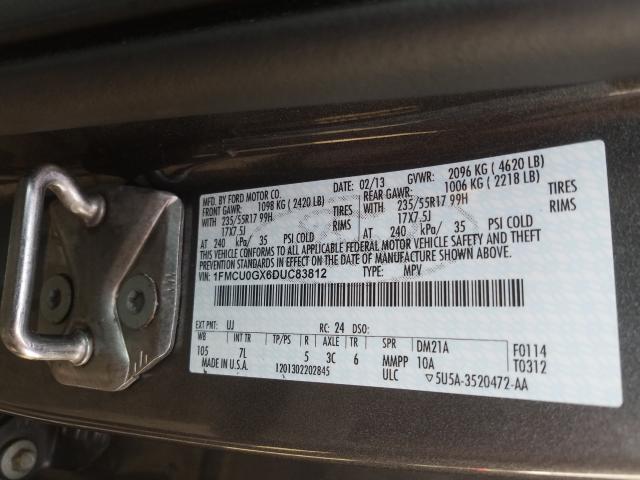 MFD. BY FORD MOTOR CO. DATE: 02/13 GVWR: 2096 KG ( 4620 LB)
FRONT GAWR: 1098 KG ( 2420 LB) REAR GAWR: 1006 KG ( 2218 LB)
WITH 235/55R17 99H TIRES WITH 235/55R17 99H TIRES
17X7.5J RIMS 17X7.5J RIMS
AT 240 kPa/ 35 PSI COLD AT 240 kPa/ 35 PSI COLD
THIS VEHICLE CONFORMS TO ALL APPLICABLE FEDERAL MOTOR VEHICLE SAFETY AND THEFT
PREVENTION STANDARDS IN EFFECT ON THE DATE OF MANUFACTURE SHOWN ABOVE.
VIN: 1FMCU0GX6DUC83812 TYPE: MPV
EXT PNT: UJ RC: 24 DSO:
WB INT TR TP/PS R AXLE TR SPR DM21A F0114
105 7L 5 3C 6 MMPP 10A T0312
MADE IN U.S.A. 1201302202845 ULC 5U5A-3520472-AA